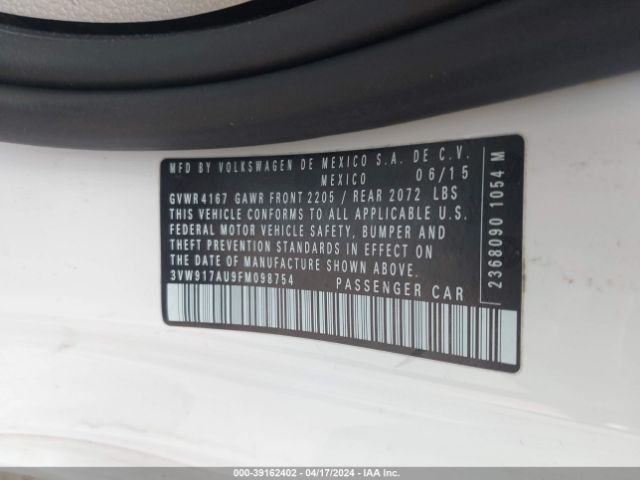 MFD BY VOLKSWAGEN DE MEXICO S.A. DE C.V.
MEXICO 06/15
GVWR 4167 GAWR FRONT 2205 / REAR 2072 LBS
THIS VEHICLE CONFORMS TO ALL APPLICABLE U.S.
FEDERAL MOTOR VEHICLE SAFETY, BUMPER AND
THEFT PREVENTION STANDARDS IN EFFECT ON
THE DATE OF MANUFACTURE SHOWN ABOVE.
3VW917AU9FM098754 PASSENGER CAR
2368090 1054 M
000-39162402 - 04/17/2024 - IAA Inc.